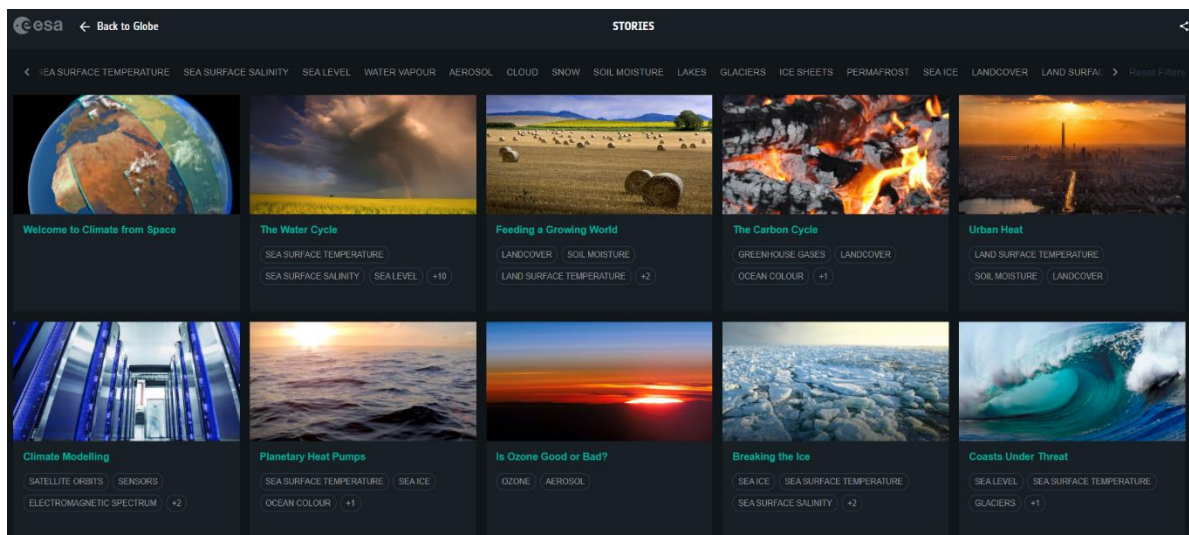 esa ← Back to Globe STORIES
SEA SURFACE TEMPERATURE SEA SURFACE SALINITY SEA LEVEL WATER VAPOUR AEROSOL CLOUD SNOW SOIL MOISTURE LAKES GLACIERS ICE SHEETS PERMAFROST SEA ICE LANDCOVER LAND SURFAC Reset Filters
Welcome to Climate from Space
The Water Cycle
SEA SURFACE TEMPERATURE
SEA SURFACE SALINITY SEA LEVEL +10
Feeding a Growing World
LANDCOVER SOIL MOISTURE
LAND SURFACE TEMPERATURE +2
The Carbon Cycle
GREENHOUSE GASES LANDCOVER
OCEAN COLOUR +1
Urban Heat
LAND SURFACE TEMPERATURE
SOIL MOISTURE LANDCOVER
Climate Modelling
SATELLITE ORBITS SENSORS
ELECTROMAGNETIC SPECTRUM +2
Planetary Heat Pumps
SEA SURFACE TEMPERATURE SEA ICE
OCEAN COLOUR +1
Is Ozone Good or Bad?
OZONE AEROSOL
Breaking the Ice
SEA ICE SEA SURFACE TEMPERATURE
SEA SURFACE SALINITY +2
Coasts Under Threat
SEA LEVEL SEA SURFACE TEMPERATURE
GLACIERS +1